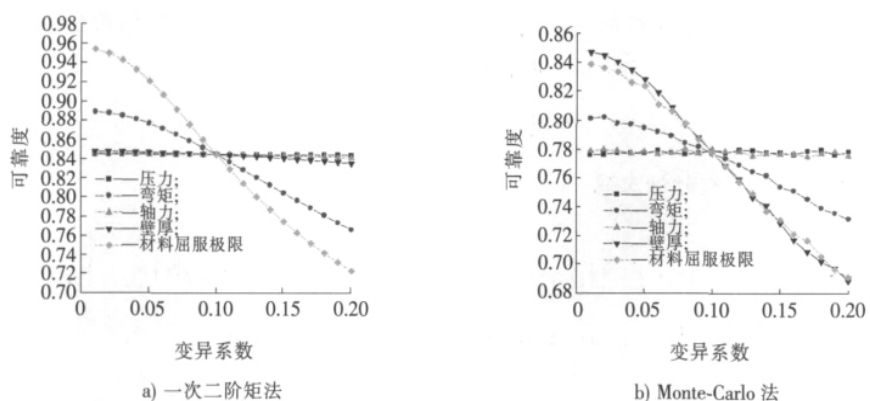 0.98
0.96
0.94
0.92
0.90
0.88
0.86
0.84
0.82
0.80
0.78
0.76
0.74
0.72
0.70
可靠度
压力;
弯矩;
轴力;
壁厚;
材料屈服极限
0 0.05 0.10 0.15 0.20
变异系数
a) 一次二阶矩法
0.86
0.84
0.82
0.80
0.78
0.76
0.74
0.72
0.70
0.68
可靠度
压力;
弯矩;
轴力;
壁厚;
材料屈服极限
0 0.05 0.10 0.15 0.20
变异系数
b) Monte-Carlo 法